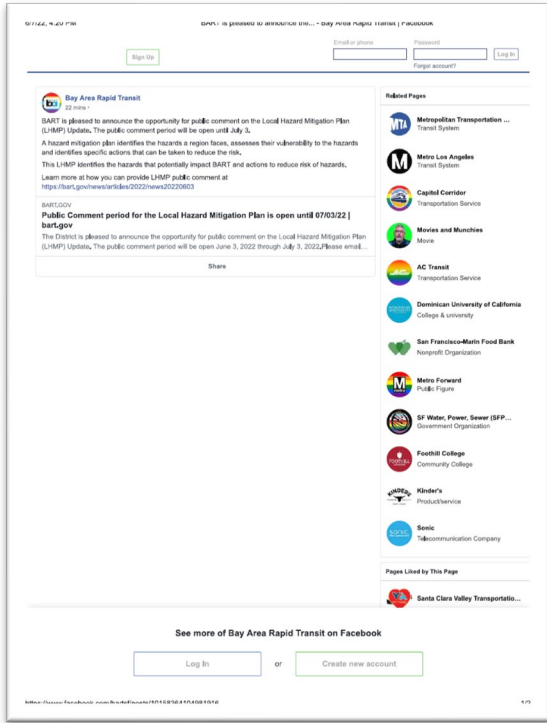 6/7/22, 4:20 PM
BART is pleased to announce the... - Bay Area Rapid Transit | Facebook
Email or phone
Password
Sign Up
Log In
Forgot account?
Bay Area Rapid Transit
22 mins ·
BART is pleased to announce the opportunity for public comment on the Local Hazard Mitigation Plan
(LHMP) Update. The public comment period will be open until July 3.
A hazard mitigation plan identifies the hazards a region faces, assesses their vulnerability to the hazards
and identifies specific actions that can be taken to reduce the risk.
This LHMP identifies the hazards that potentially impact BART and actions to reduce risk of hazards.
Learn more at how you can provide LHMP public comment at
https://bart.gov/news/articles/2022/news20220603
BART.GOV
Public Comment period for the Local Hazard Mitigation Plan is open until 07/03/22 |
bart.gov
The District is pleased to announce the opportunity for public comment on the Local Hazard Mitigation Plan
(LHMP) Update. The public comment period will be open June 3, 2022 through July 3, 2022.Please email...
Share
Related Pages
MTA
Metropolitan Transportation ...
Transit System
M
Metro Los Angeles
Transit System
Capitol Corridor
Transportation Service
Movies and Munchies
Movie
AC Transit
Transportation Service
Dominican University of California
College & university
San Francisco-Marin Food Bank
Nonprofit Organization
M
Metro Forward
Public Figure
SF Water, Power, Sewer (SFP...
Government Organization
FOOTHILL
Foothill College
Community College
KINDER'S
Kinder's
Product/service
sonic
Sonic
Telecommunication Company
Pages Liked by This Page
Santa Clara Valley Transportatio...
See more of Bay Area Rapid Transit on Facebook
Log In
or
Create new account
https://www.facebook.com/bartsf/posts/10158364104981916
1/2